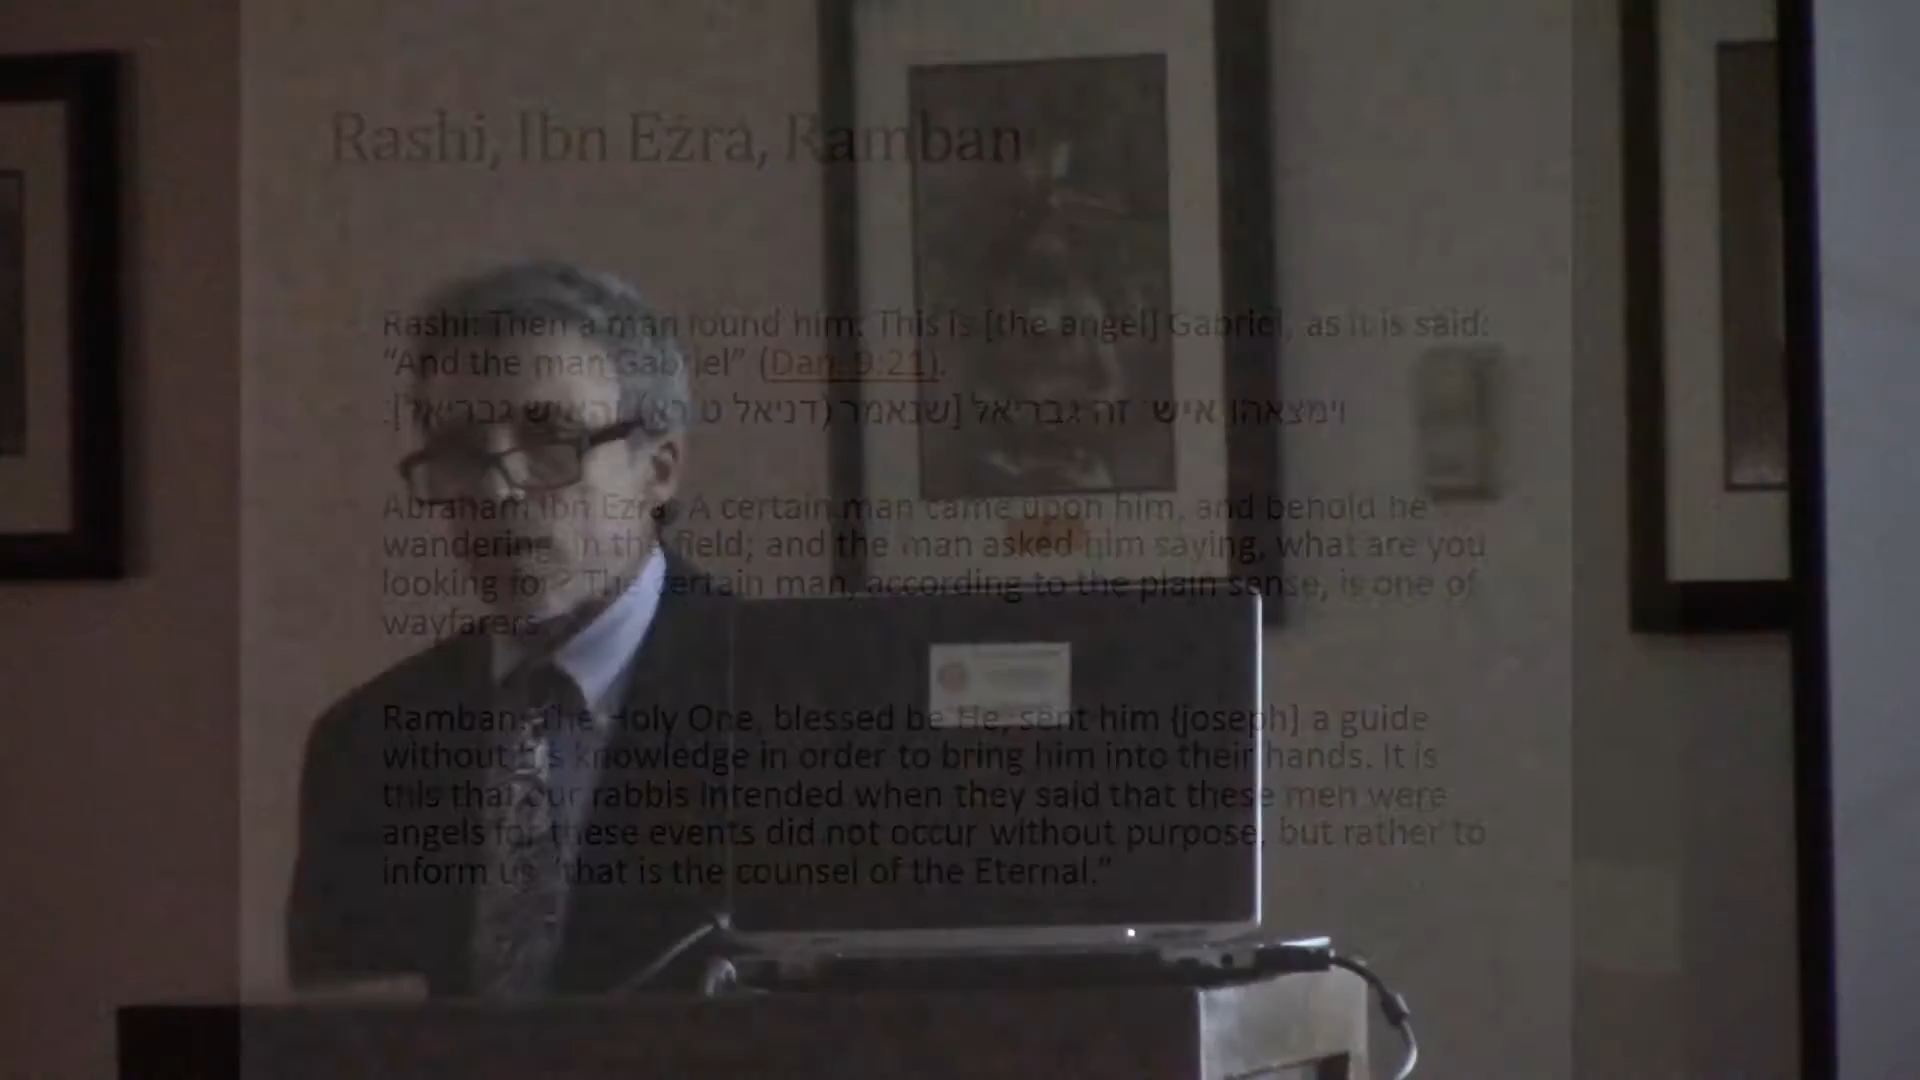 Rashi, Ibn Ezra, Ramban
Rashi: Then a man found him: This is [the angel] Gabriel, as it is said:
“And the man Gabriel” (Dan. 9:21).
וימצאהו איש: זה גבריאל [שנאמר (דניאל ט כא) והאיש גבריאל]:
Abraham Ibn Ezra: A certain man came upon him, and behold he
wandering in the field; and the man asked him saying, what are you
looking for? The certain man, according to the plain sense, is one of
wayfarers.
Ramban: The Holy One, blessed be He, sent him {joseph] a guide
without his knowledge in order to bring him into their hands. It is
this that our rabbis intended when they said that these men were
angels for these events did not occur without purpose, but rather to
inform us “that is the counsel of the Eternal.”